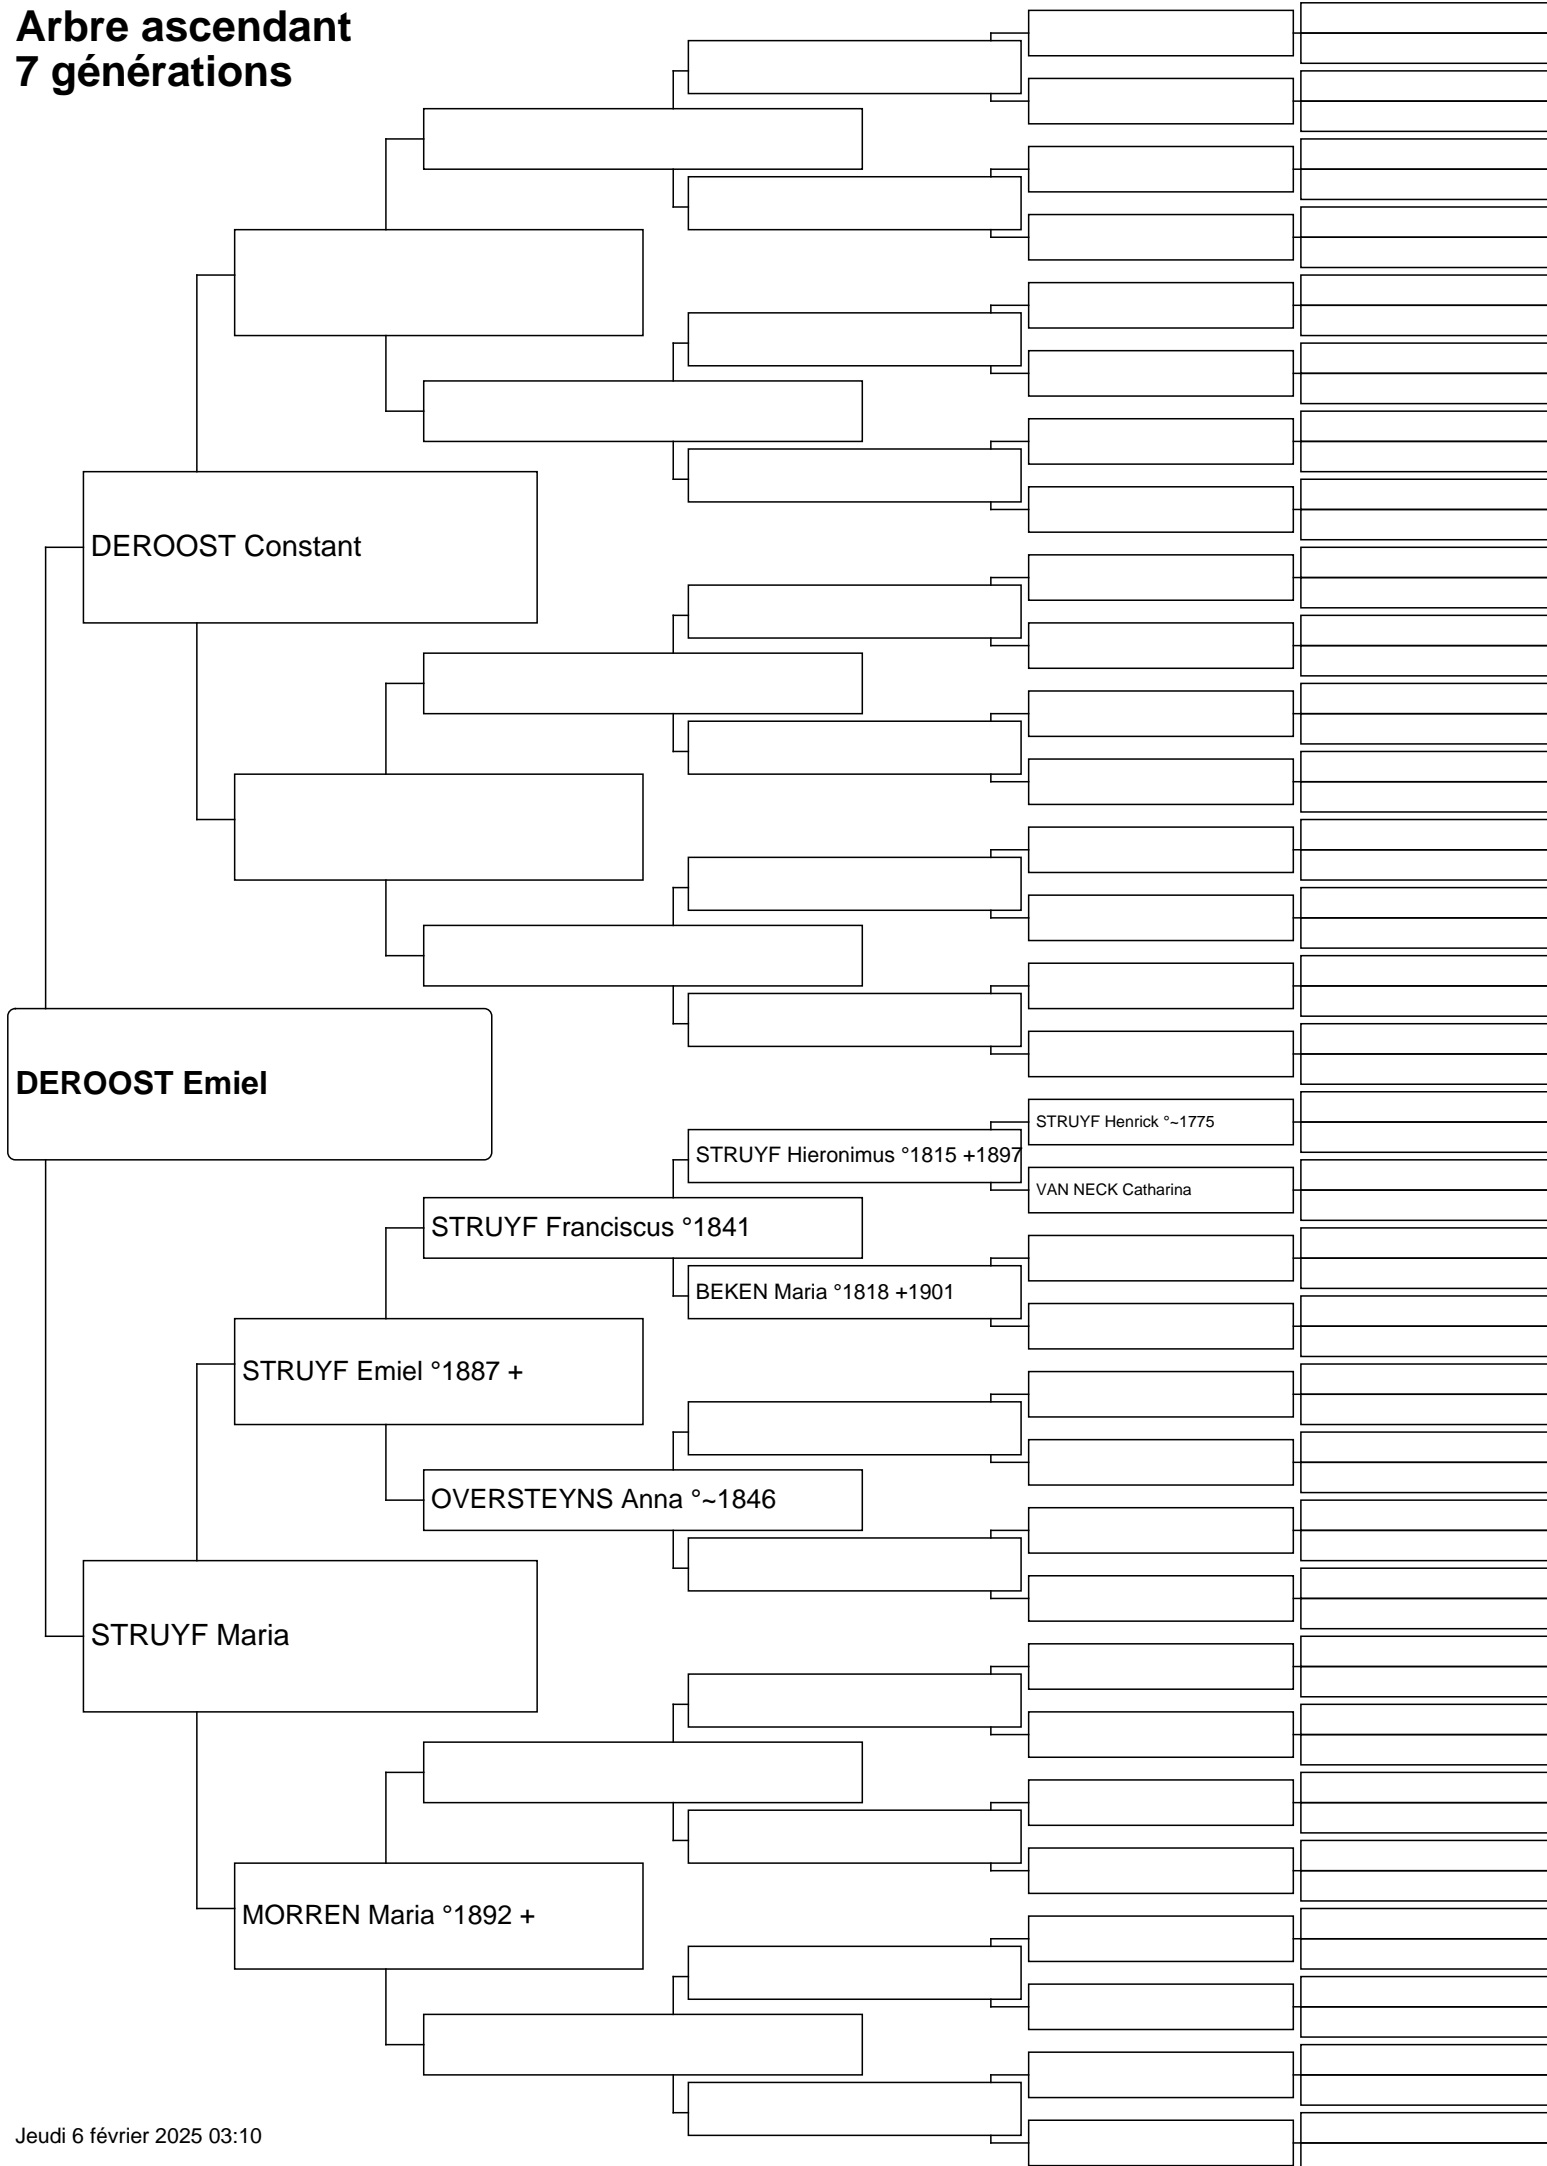 Arbre ascendant
7 générations
DEROOST Constant
DEROOST Emiel
STRUYF Henrick °~1775
STRUYF Hieronimus °1815 +1897
VAN NECK Catharina
STRUYF Franciscus °1841
BEKEN Maria °1818 +1901
STRUYF Emiel °1887 +
OVERSTEYNS Anna °~1846
STRUYF Maria
MORREN Maria °1892 +
Jeudi 6 février 2025 03:10